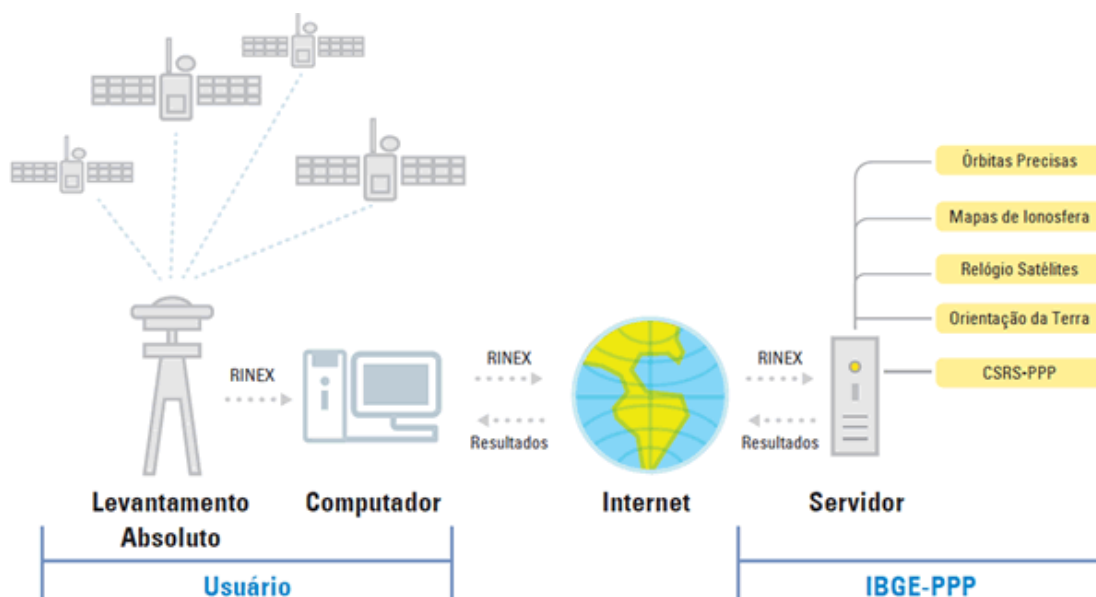 Órbitas Precisas
Mapas de Ionosfera
Relógio Satélites
Orientação da Terra
CSRS-PPP
RINEX
RINEX
RINEX
Resultados
Resultados
Levantamento
Absoluto
Computador
Internet
Servidor
Usuário
IBGE-PPP